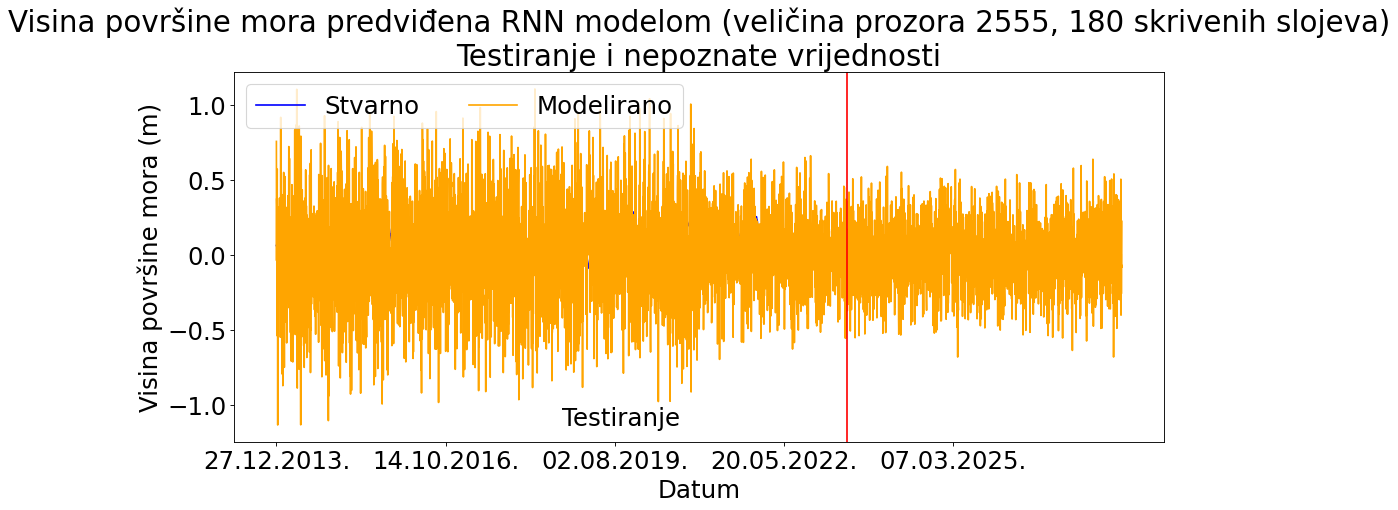 Visina površine mora predviđena RNN modelom (veličina prozora 2555, 180 skrivenih slojeva)
Testiranje i nepoznate vrijednosti
Stvarno Modelirano
Visina površine mora (m)
1.0
0.5
0.0
−0.5
−1.0
Testiranje
27.12.2013. 14.10.2016. 02.08.2019. 20.05.2022. 07.03.2025.
Datum